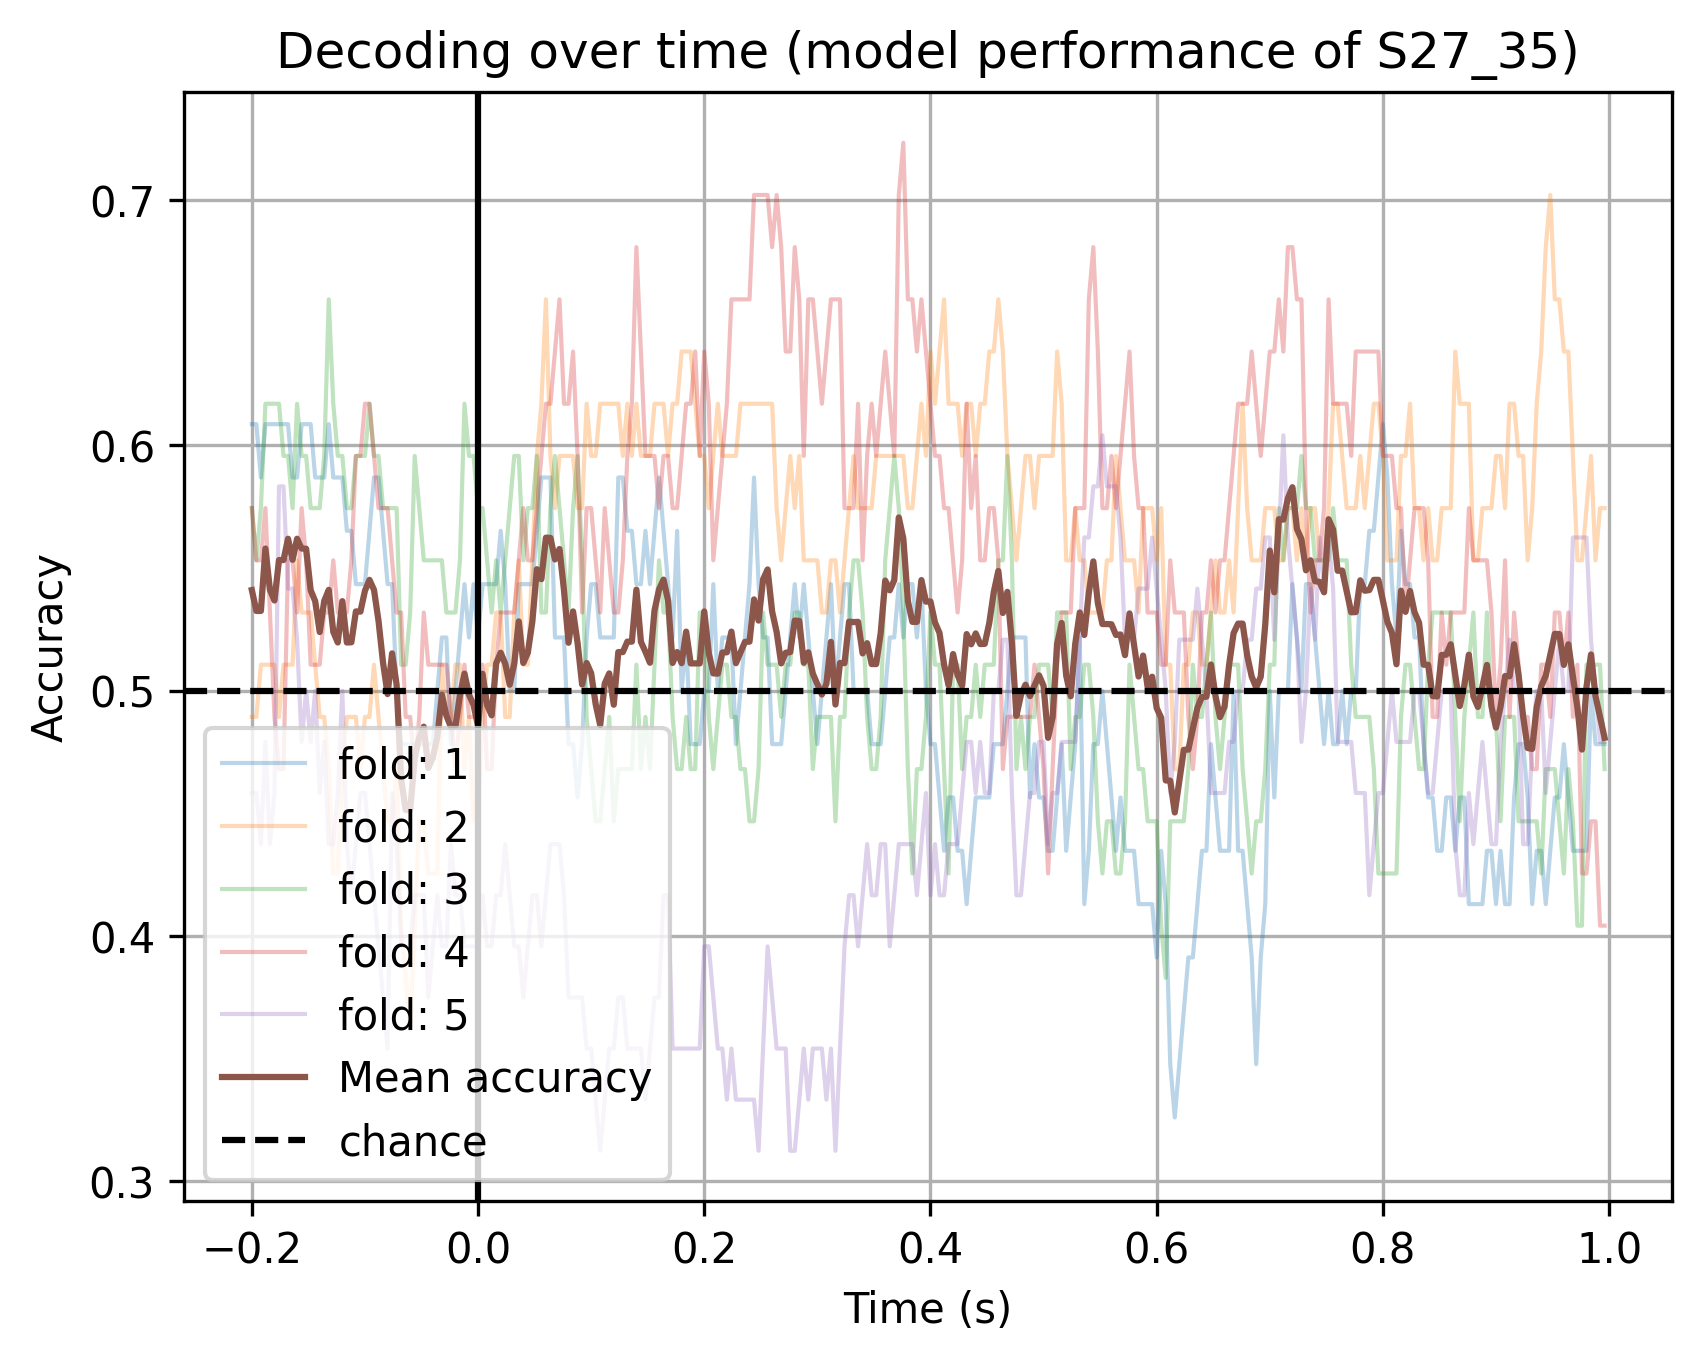 Decoding over time (model performance of S27_35)
Accuracy
0.7
0.6
0.5
0.4
0.3
fold: 1
fold: 2
fold: 3
fold: 4
fold: 5
Mean accuracy
chance
−0.2 0.0 0.2 0.4 0.6 0.8 1.0
Time (s)